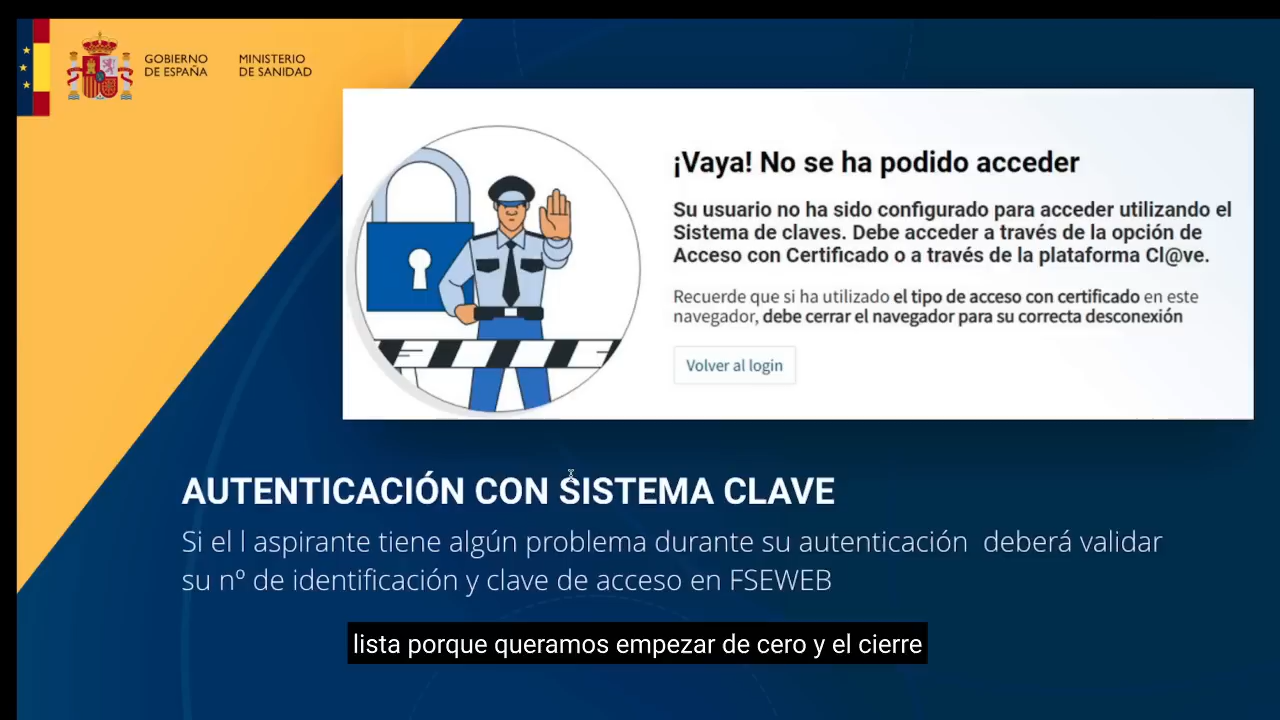 GOBIERNO
DE ESPAÑA
MINISTERIO
DE SANIDAD
¡Vaya! No se ha podido acceder
Su usuario no ha sido configurado para acceder utilizando el
Sistema de claves. Debe acceder a través de la opción de
Acceso con Certificado o a través de la plataforma Cl@ve.
Recuerde que si ha utilizado el tipo de acceso con certificado en este
navegador, debe cerrar el navegador para su correcta desconexión
Volver al login
AUTENTICACIÓN CON SISTEMA CLAVE
Si el l aspirante tiene algún problema durante su autenticación  deberá validar
su nº de identificación y clave de acceso en FSEWEB
lista porque queramos empezar de cero y el cierre